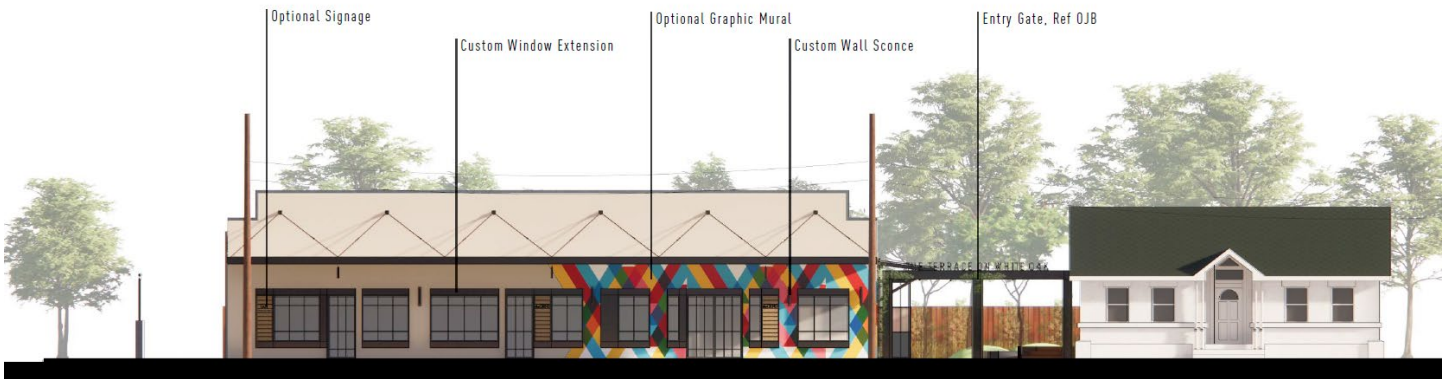 Optional Signage
Optional Graphic Mural
Entry Gate, Ref OJB
Custom Window Extension
Custom Wall Sconce
TERRACE ON WHITE OAK